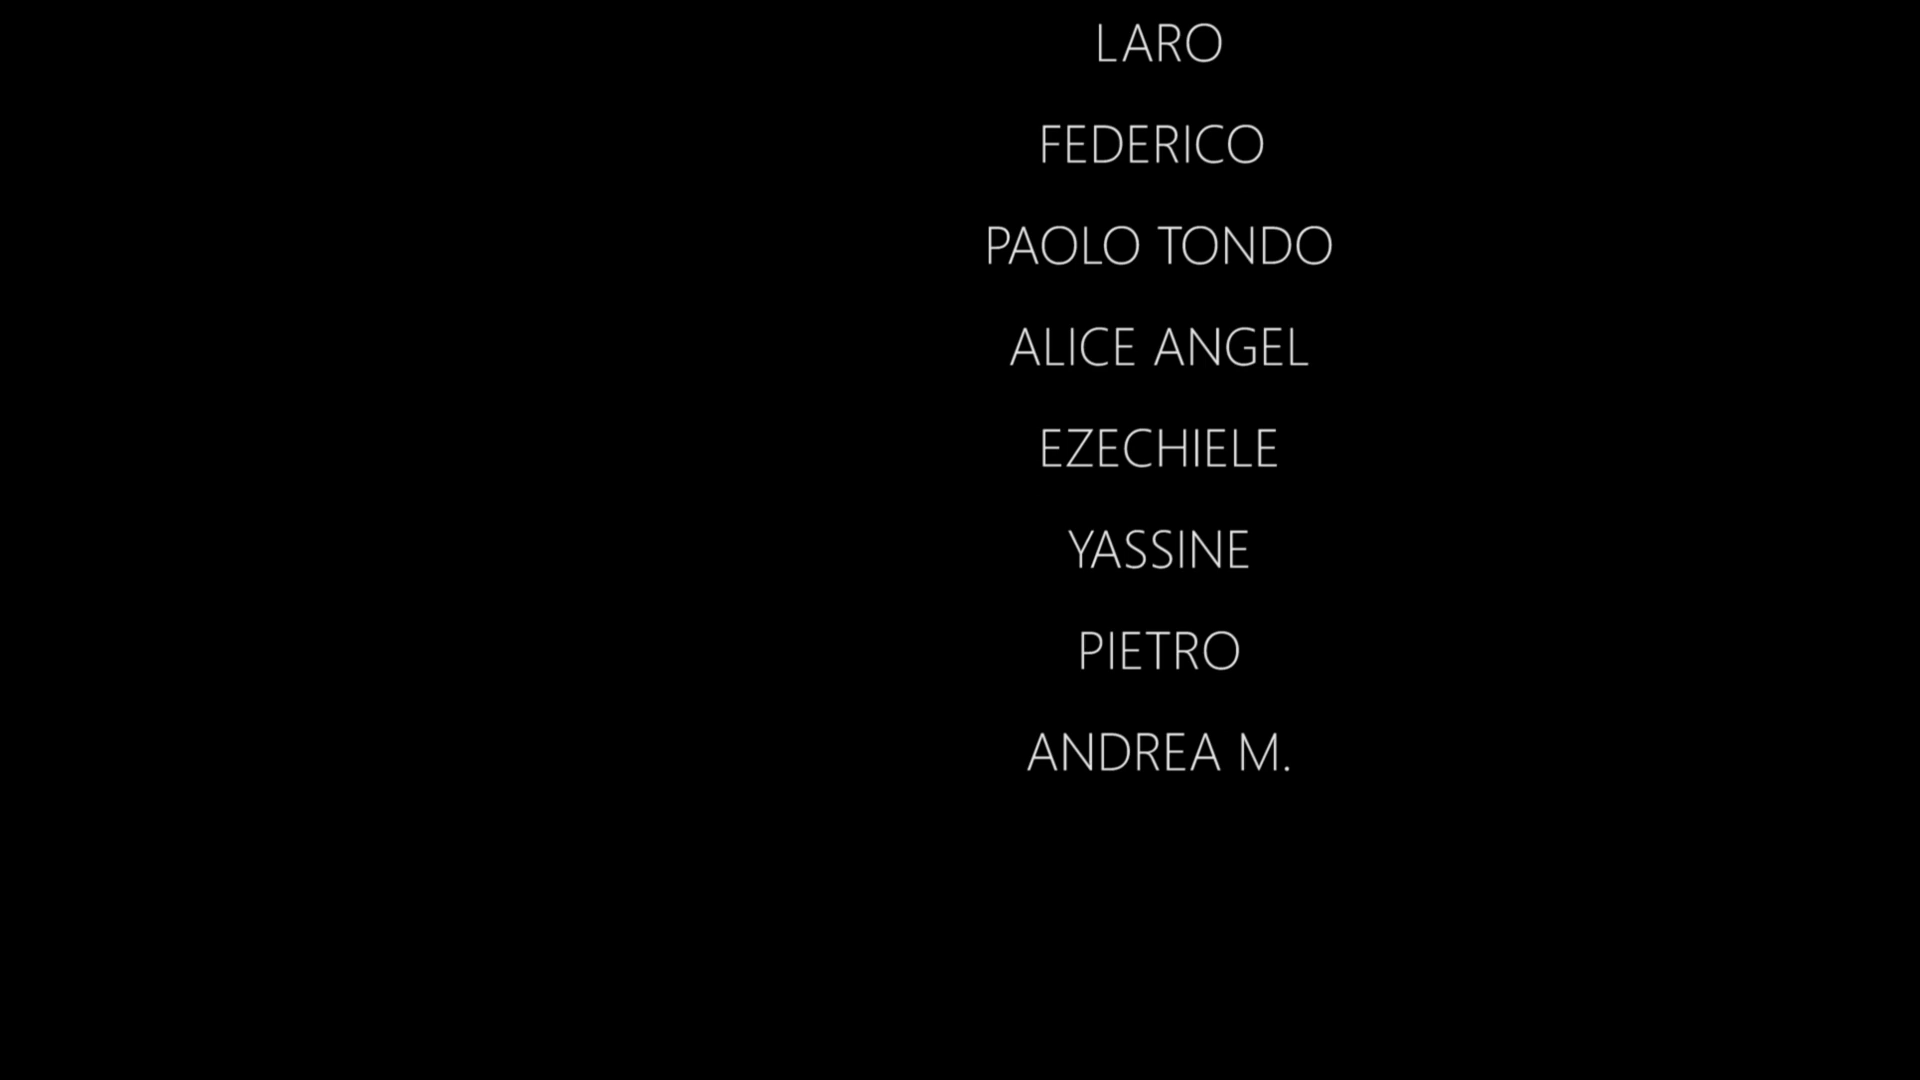 LARO
FEDERICO
PAOLO TONDO
ALICE ANGEL
EZECHIELE
YASSINE
PIETRO
ANDREA M.